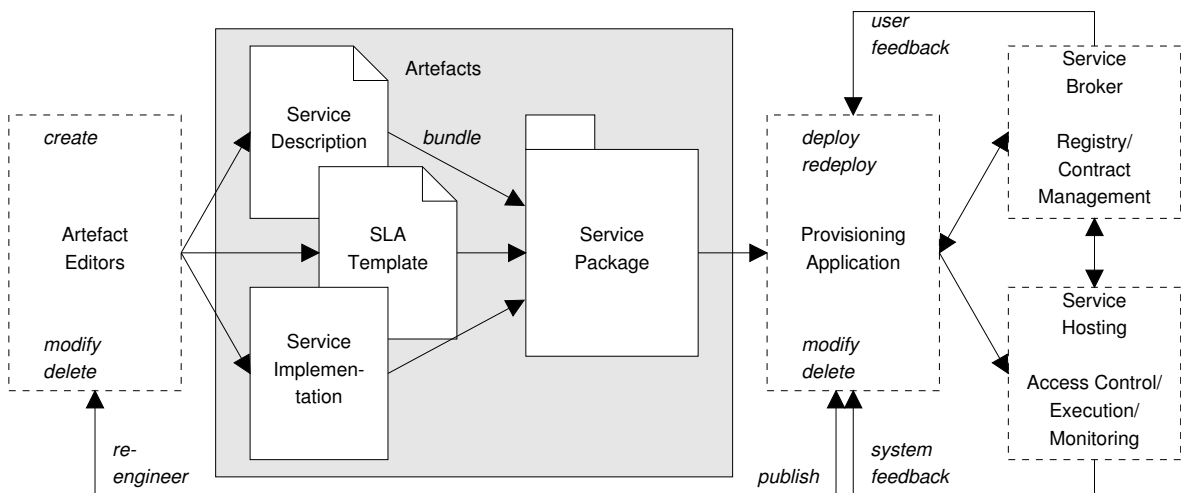 create
Artefact
Editors
modify
delete
re-
engineer
Artefacts
Service
Description
bundle
SLA
Template
Service
Implemen-
tation
Service
Package
user
feedback
deploy
redeploy
Provisioning
Application
modify
delete
publish
system
feedback
Service
Broker
Registry/
Contract
Management
Service
Hosting
Access Control/
Execution/
Monitoring